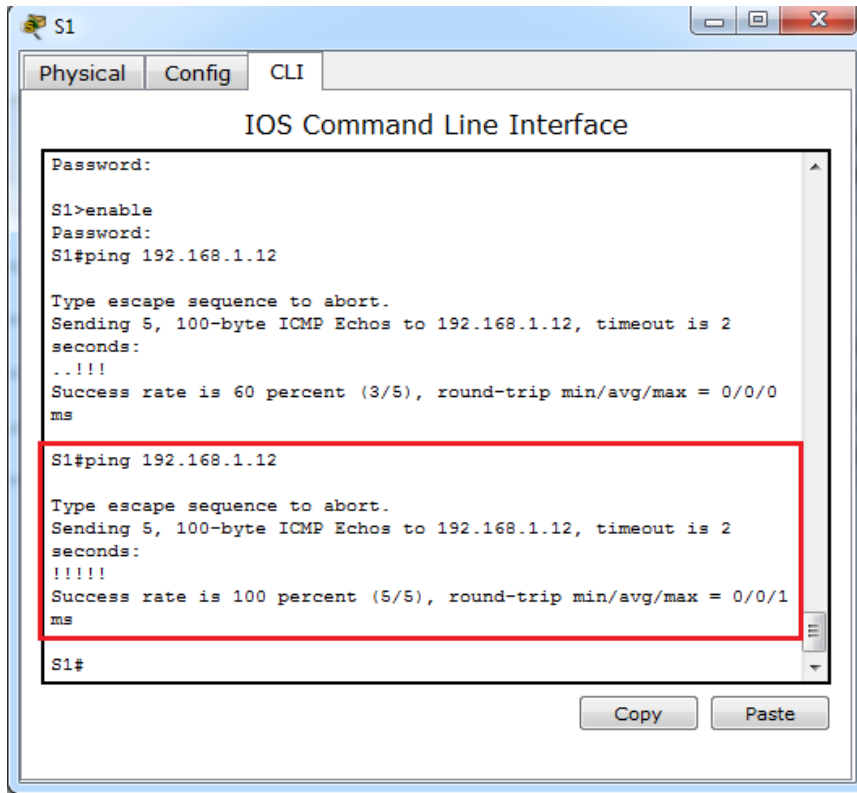 S1
Physical Config CLI
IOS Command Line Interface
Password:
S1>enable
Password:
S1#ping 192.168.1.12
Type escape sequence to abort.
Sending 5, 100-byte ICMP Echos to 192.168.1.12, timeout is 2
seconds:
..!!!
Success rate is 60 percent (3/5), round-trip min/avg/max = 0/0/0
ms
S1#ping 192.168.1.12
Type escape sequence to abort.
Sending 5, 100-byte ICMP Echos to 192.168.1.12, timeout is 2
seconds:
!!!!!
Success rate is 100 percent (5/5), round-trip min/avg/max = 0/0/1
ms
S1#
Copy Paste